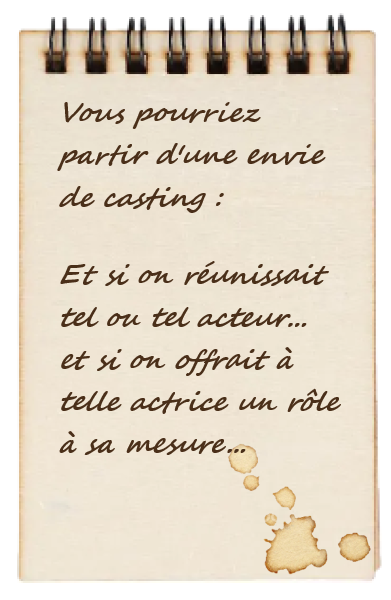 Vous pourriez
partir d'une envie
de casting :
Et si on réunissait
tel ou tel acteur...
et si on offrait à
telle actrice un rôle
à sa mesure...